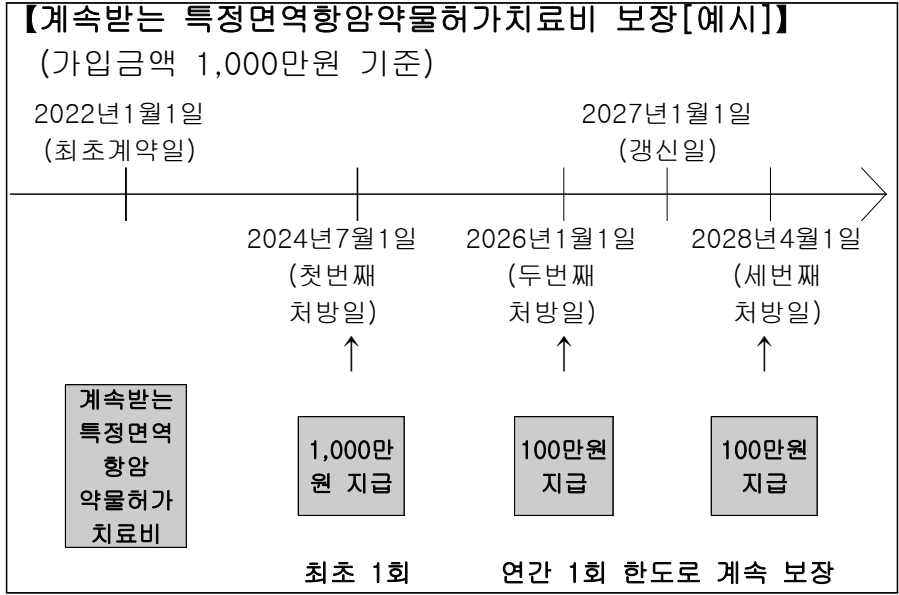 【계속받는 특정면역항암약물허가치료비 보장[예시]】
(가입금액 1,000만원 기준)
2022년1월1일
(최초계약일)
2027년1월1일
(갱신일)
2024년7월1일
(첫번째
처방일)
2026년1월1일
(두번째
처방일)
2028년4월1일
(세번째
처방일)
계속받는
특정면역
항암
약물허가
치료비
1,000만
원 지급
100만원
지급
100만원
지급
최초 1회
연간 1회 한도로 계속 보장